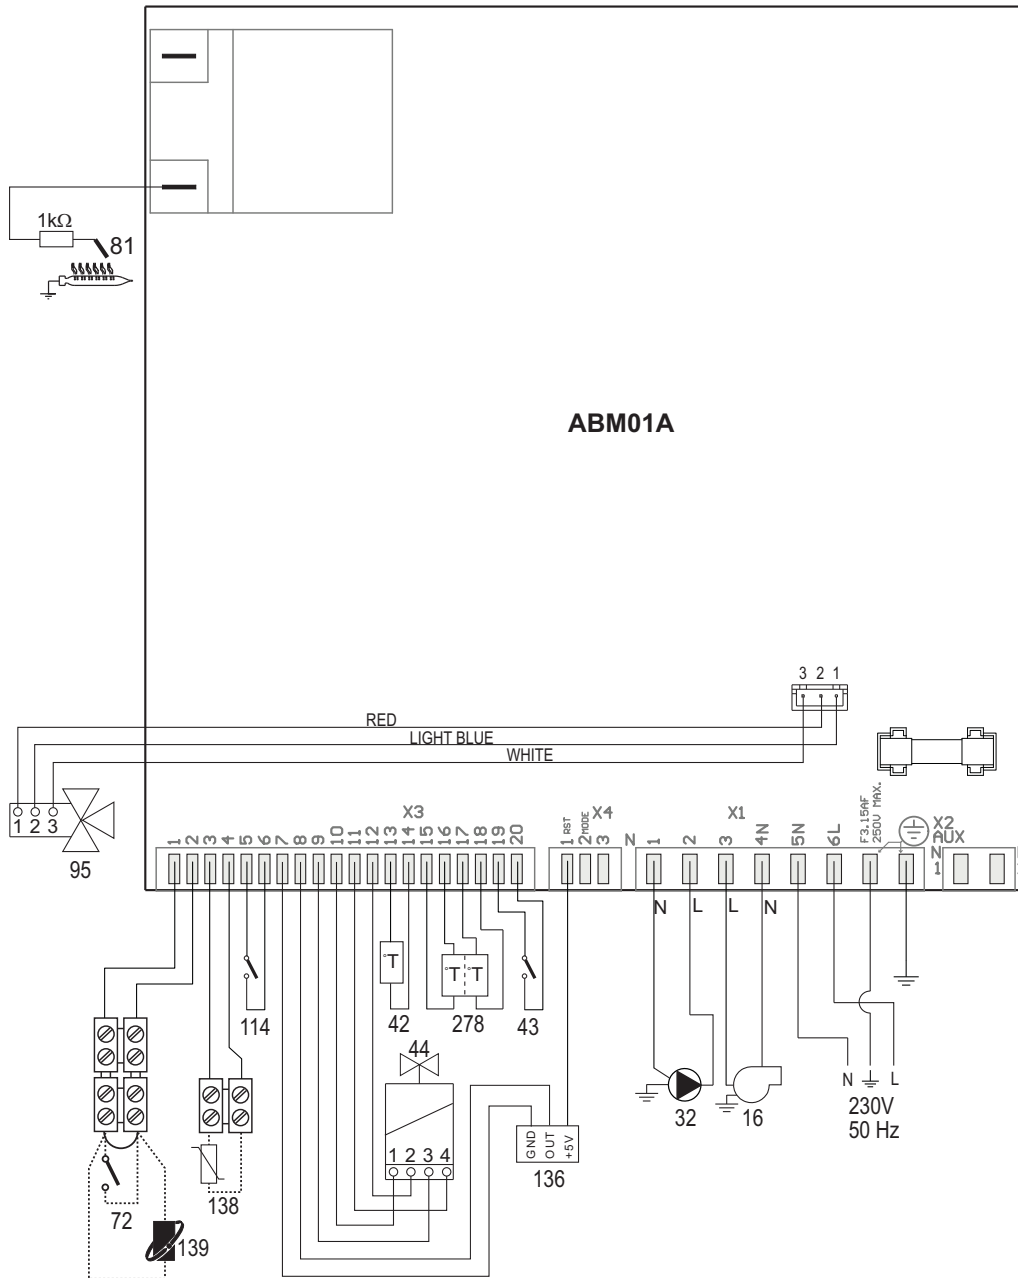 1kΩ
81
ABM01A
3 2 1
RED
LIGHT BLUE
WHITE
1 2 3
95
X3
X4
X1
X2
AUX
F3.15AF
250V MAX.
1 2 3 4 5 6 7 8 9 10 11 12 13 14 15 16 17 18 19 20
1 RST
2 MODE
3
N
1 2 3 4N 5N 6L
N
1
N L L N
°T
°T °T
114
42
278
43
44
1 2 3 4
GND
OUT
+5V
136
32
16
N L
230V
50 Hz
72
138
139